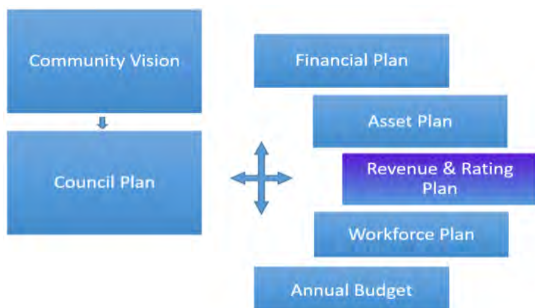 Community Vision
Council Plan
Financial Plan
Asset Plan
Revenue & Rating
Plan
Workforce Plan
Annual Budget